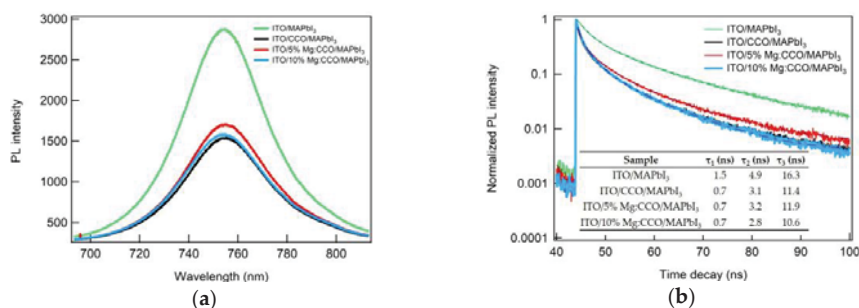 3000
2500
2000
1500
1000
500
PL intensity
ITO/MAPbI₃
ITO/CCO/MAPbI₃
ITO/5% Mg:CCO/MAPbI₃
ITO/10% Mg:CCO/MAPbI₃
700 720 740 760 780 800
Wavelength (nm)
(a)
1
0.1
0.01
0.001
0.0001
Normalized PL intensity
ITO/MAPbI₃
ITO/CCO/MAPbI₃
ITO/5% Mg:CCO/MAPbI₃
ITO/10% Mg:CCO/MAPbI₃
Sample τ₁ (ns) τ₂ (ns) τ₃ (ns)
ITO/MAPbI₃ 1.5 4.9 16.3
ITO/CCO/MAPbI₃ 0.7 3.1 11.4
ITO/5% Mg:CCO/MAPbI₃ 0.7 3.2 11.9
ITO/10% Mg:CCO/MAPbI₃ 0.7 2.8 10.6
40 50 60 70 80 90 100
Time decay (ns)
(b)